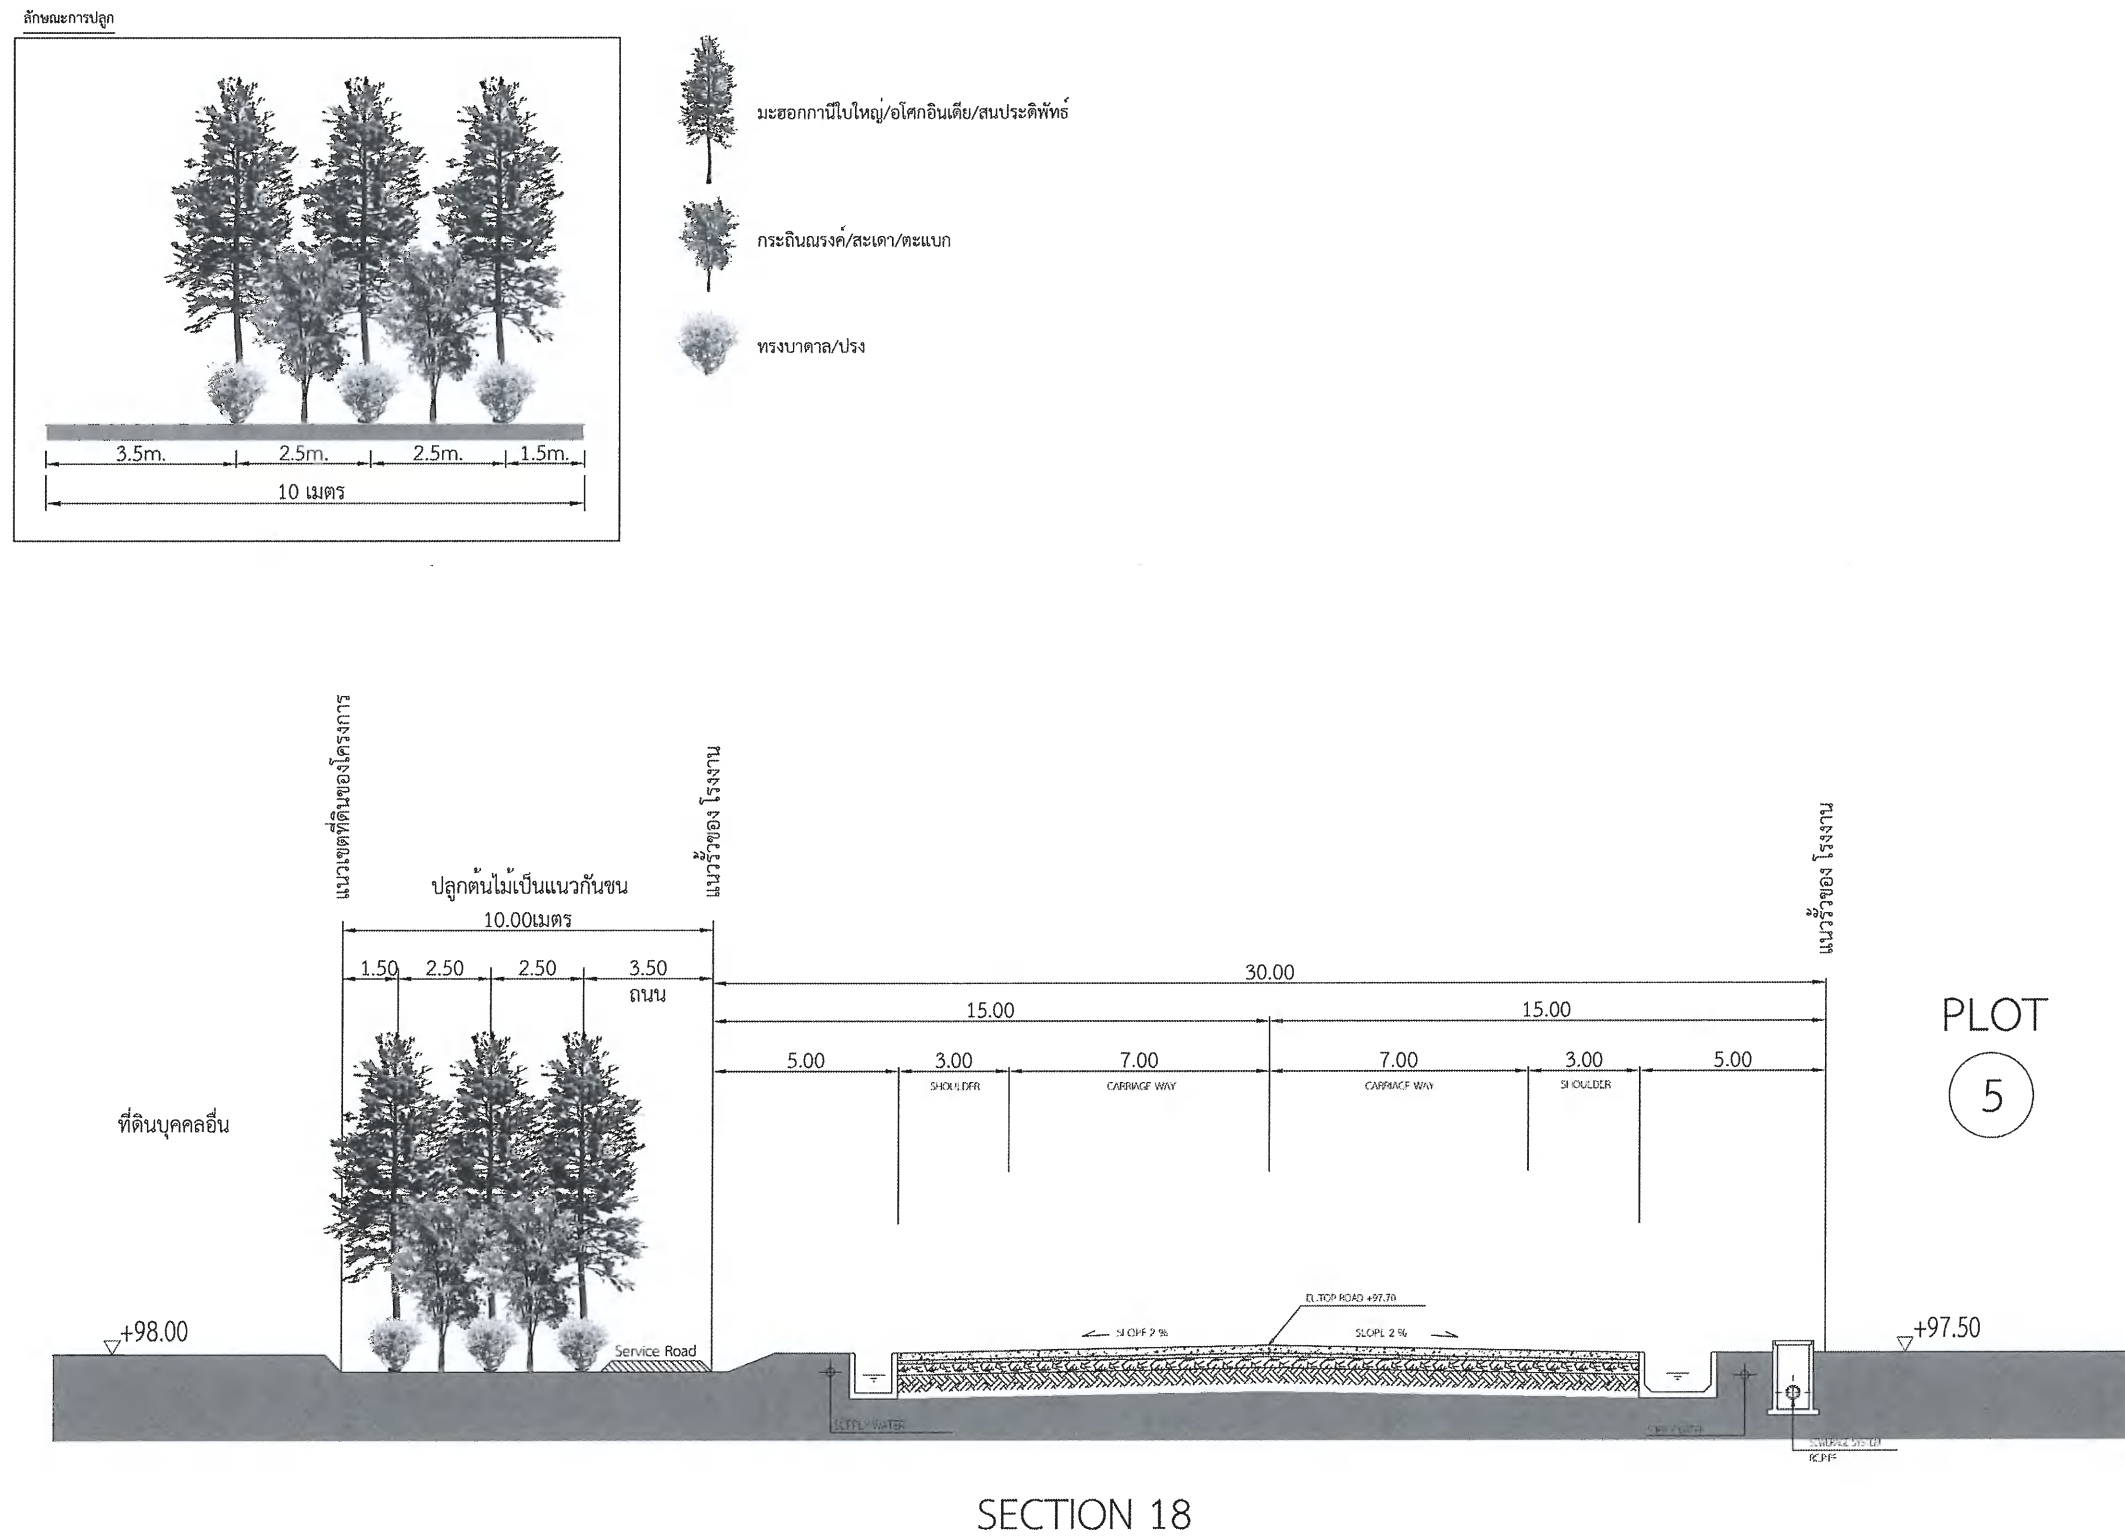 ลักษณะการปลูก
มะฮอกกานีใบใหญ่/อโศกอินเดีย/สนประดิพัทธ์
กระถินณรงค์/สะเดา/ตะแบก
ทรงบาดาล/ปรง
3.5m. 2.5m. 2.5m. 1.5m.
10 เมตร
แนวเขตที่ดินของโครงการ
แนวรั้วของ โรงงาน
แนวรั้วของ โรงงาน
ปลูกต้นไม้เป็นแนวกันชน
10.00เมตร
1.50 2.50 2.50 3.50
ถนน
30.00
15.00 15.00
5.00 3.00 7.00 7.00 3.00 5.00
SHOULDER CARRIAGE WAY CARRIAGE WAY SHOULDER
PLOT
5
ที่ดินบุคคลอื่น
EL.TOP ROAD +97.70
SLOPE 2 % SLOPE 2 %
+98.00
+97.50
Service Road
SUPPLY WATER
SEWERAGE SYSTEM
SECTION 18